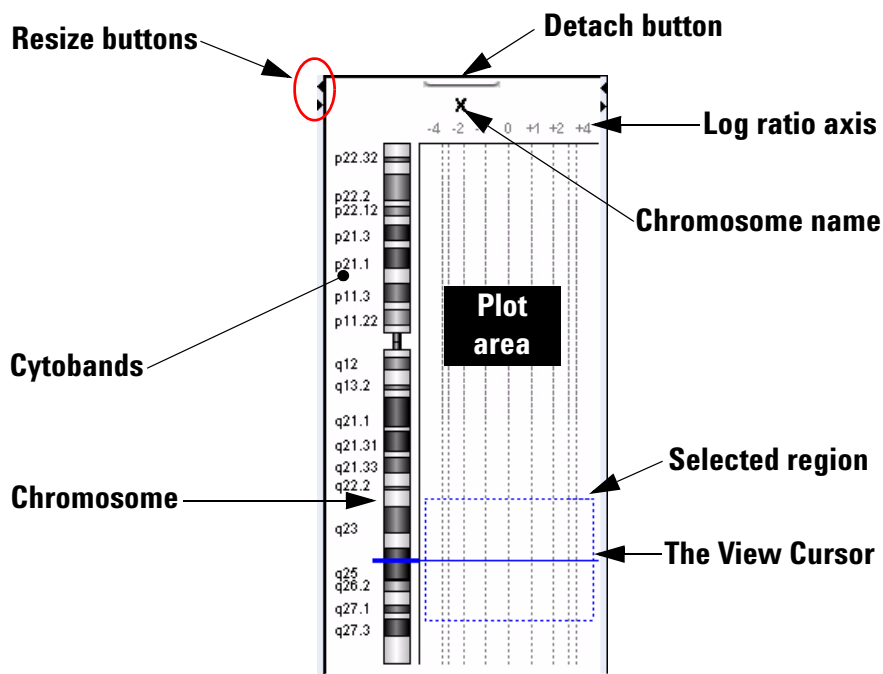 Resize buttons
Detach button
X
-4 -2 0 +1 +2 +4
Log ratio axis
Chromosome name
p22.32
p22.2
p22.12
p21.3
p21.1
p11.3
p11.22
Plot
area
Cytobands
q12
q13.2
q21.1
q21.31
q21.33
q22.2
Selected region
Chromosome
q23
The View Cursor
q25
q26.2
q27.1
q27.3